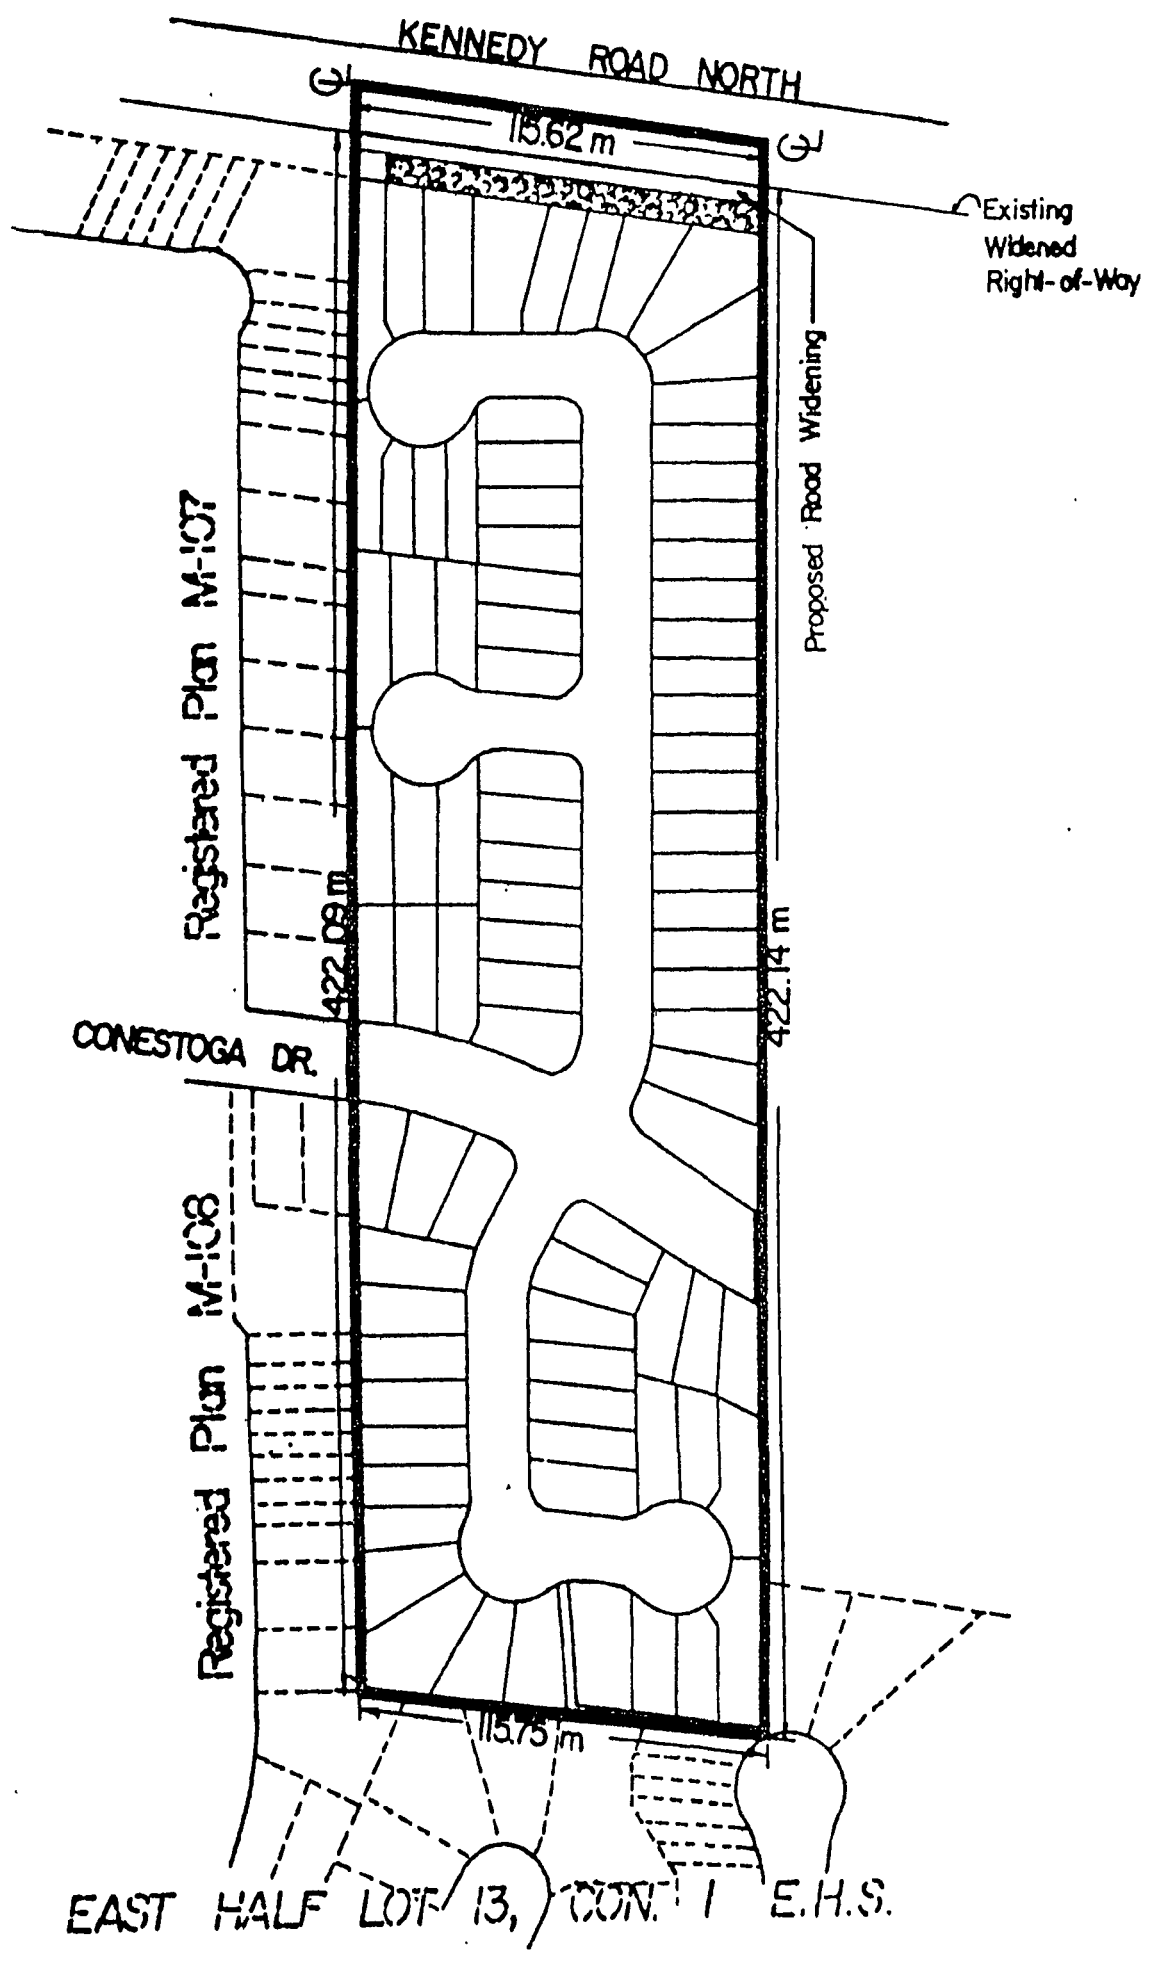 KENNEDY ROAD NORTH
115.62 m
Existing
Widened
Right-of-Way
Proposed Road Widening
Registered Plan M-107
422.09 m
422.14 m
CONESTOGA DR.
Registered Plan M-108
115.75 m
EAST HALF LOT 13, CON. 1 E.H.S.